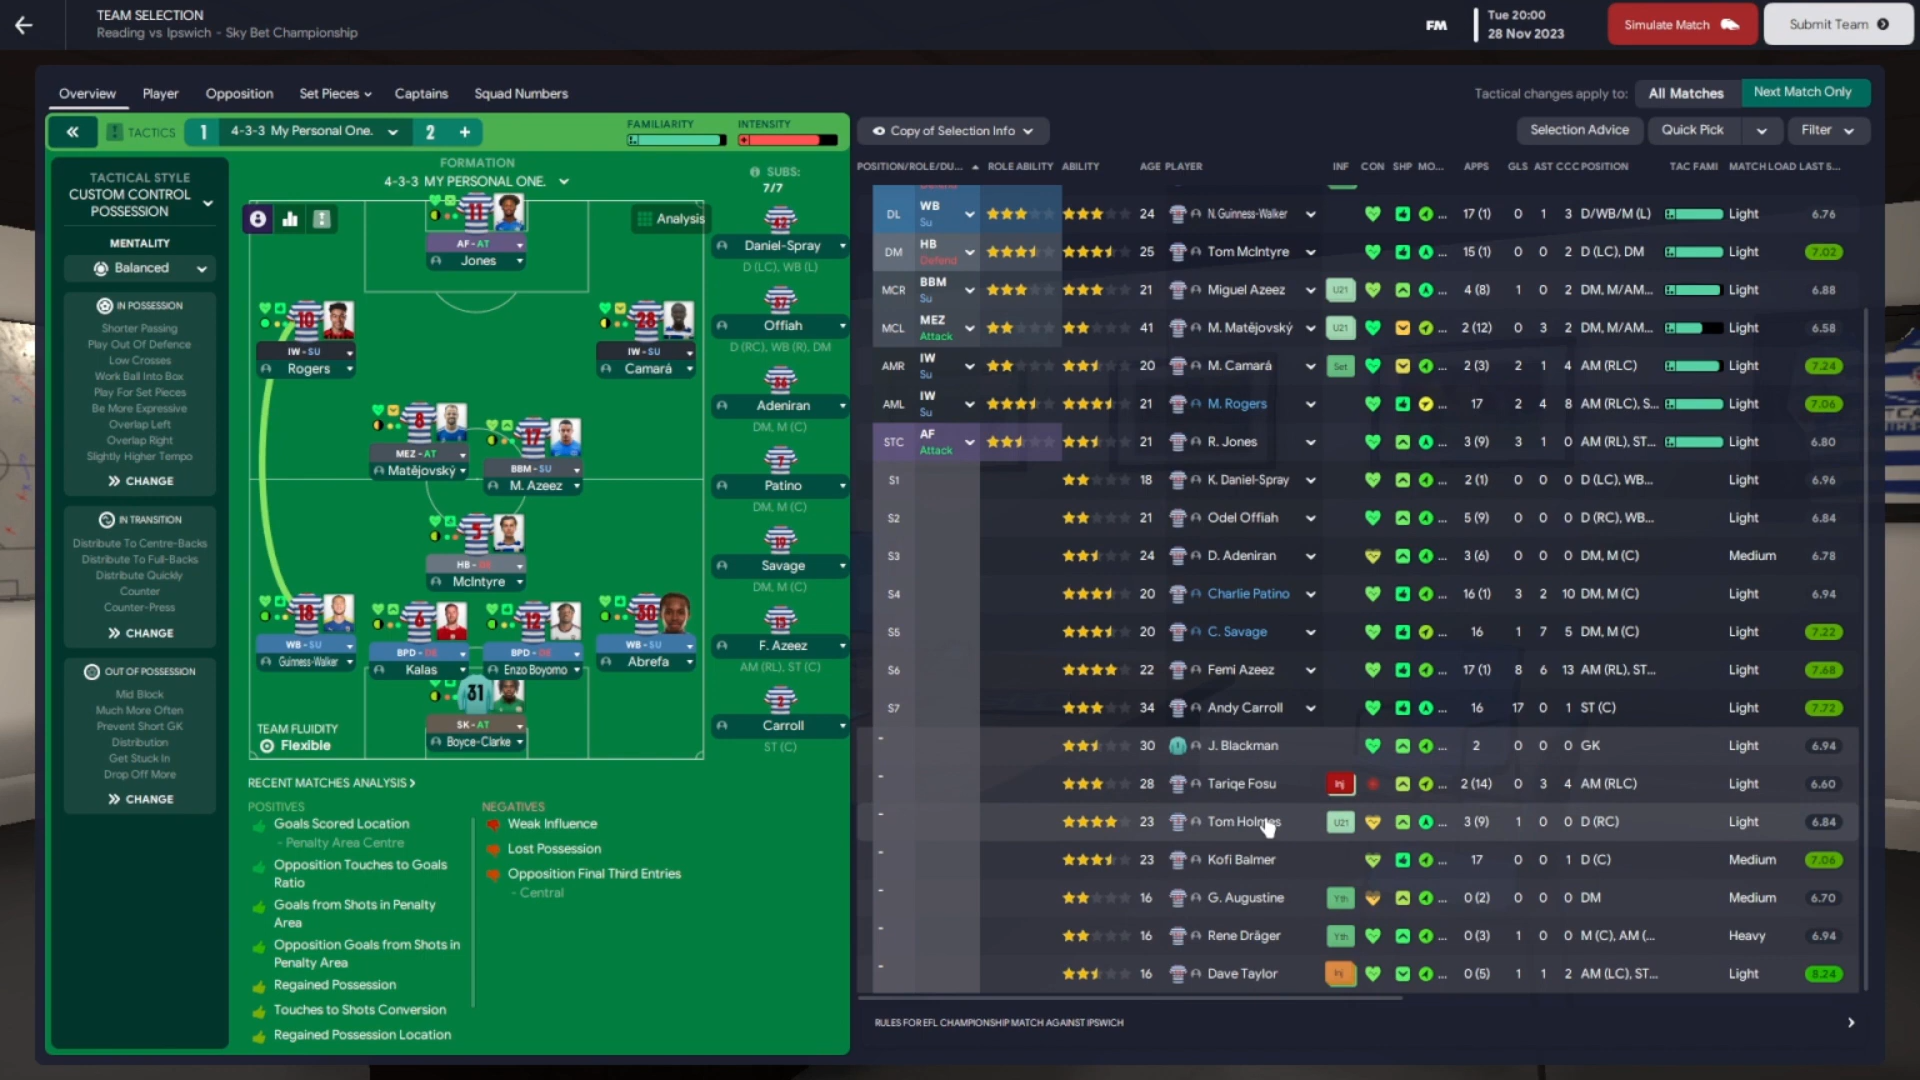 TEAM SELECTION
Reading vs Ipswich - Sky Bet Championship
FM
Tue 20:00
28 Nov 2023
Simulate Match
Submit Team
Overview
Player
Opposition
Set Pieces
Captains
Squad Numbers
Tactical changes apply to:
All Matches
Next Match Only
TACTICS
1
4-3-3 My Personal One.
2
+
FAMILIARITY
INTENSITY
TACTICAL STYLE
CUSTOM CONTROL
POSSESSION
MENTALITY
Balanced
IN POSSESSION
Shorter Passing
Play Out Of Defence
Low Crosses
Work Ball Into Box
Play For Set Pieces
Be More Expressive
Overlap Left
Overlap Right
Slightly Higher Tempo
CHANGE
IN TRANSITION
Distribute To Centre-Backs
Distribute To Full-Backs
Distribute Quickly
Counter
Counter-Press
CHANGE
OUT OF POSSESSION
Mid Block
Much More Often
Prevent Short GK
Distribution
Get Stuck In
Drop Off More
CHANGE
FORMATION
4-3-3 MY PERSONAL ONE.
Analysis
11
AF - AT
Jones
10
IW - SU
Rogers
28
IW - SU
Camará
8
MEZ - AT
Matějovský
17
BBM - SU
M. Azeez
5
HB - DE
McIntyre
18
WB - SU
Guinness-Walker
6
BPD - DE
Kalas
12
BPD - DE
Enzo Boyomo
30
WB - SU
Abrefa
31
SK - AT
Boyce-Clarke
TEAM FLUIDITY
Flexible
SUBS:
7/7
Daniel-Spray
D (LC), WB (L)
Offiah
D (RC), WB (R), DM
Adeniran
DM, M (C)
Patino
DM, M (C)
19
Savage
DM, M (C)
F. Azeez
AM (RL), ST (C)
2
Carroll
ST (C)
RECENT MATCHES ANALYSIS
POSITIVES
Goals Scored Location
- Penalty Area Centre
Opposition Touches to Goals
Ratio
Goals from Shots in Penalty
Area
Opposition Goals from Shots in
Penalty Area
Regained Possession
Touches to Shots Conversion
Regained Possession Location
NEGATIVES
Weak Influence
Lost Possession
Opposition Final Third Entries
- Central
Copy of Selection Info
Selection Advice
Quick Pick
Filter
POSITION/ROLE/DU... ROLE ABILITY ABILITY AGE PLAYER INF CON SHP MO... APPS GLS AST CCC POSITION TAC FAMI MATCH LOAD LAST 5...
Defend
DL WB Su 24 N. Guinness-Walker 17 (1) 0 1 3 D/WB/M (L) Light 6.76
DM HB Defend 25 Tom McIntyre 15 (1) 0 0 2 D (LC), DM Light 7.02
MCR BBM Su 21 Miguel Azeez U21 ... 4 (8) 1 0 2 DM, M/AM... Light 6.88
MCL MEZ Attack 41 M. Matějovský U21 ... 2 (12) 0 3 2 DM, M/AM... Light 6.58
AMR IW Su 20 M. Camará Set ... 2 (3) 2 1 4 AM (RLC) Light 7.24
AML IW Su 21 M. Rogers ... 17 2 4 8 AM (RLC), S... Light 7.06
STC AF Attack 21 R. Jones ... 3 (9) 3 1 0 AM (RL), ST... Light 6.80
S1 18 K. Daniel-Spray ... 2 (1) 0 0 0 D (LC), WB... Light 6.96
S2 21 Odel Offiah ... 5 (9) 0 0 0 D (RC), WB... Light 6.84
S3 24 D. Adeniran ... 3 (6) 0 0 0 DM, M (C) Medium 6.78
S4 20 Charlie Patino ... 16 (1) 3 2 10 DM, M (C) Light 6.94
S5 20 C. Savage ... 16 1 7 5 DM, M (C) Light 7.22
S6 22 Femi Azeez ... 17 (1) 8 6 13 AM (RL), ST... Light 7.68
S7 34 Andy Carroll ... 16 17 0 1 ST (C) Light 7.72
- 30 J. Blackman ... 2 0 0 0 GK Light 6.94
- 28 Tariqe Fosu Inj ... 2 (14) 0 3 4 AM (RLC) Light 6.60
- 23 Tom Holmes U21 ... 3 (9) 1 0 0 D (RC) Light 6.84
- 23 Kofi Balmer ... 17 0 0 1 D (C) Medium 7.06
- 16 G. Augustine Yth ... 0 (2) 0 0 0 DM Medium 6.70
- 16 Rene Dräger Yth ... 0 (3) 1 0 0 M (C), AM (... Heavy 6.94
- 16 Dave Taylor Inj ... 0 (5) 1 1 2 AM (LC), ST... Light 8.24
RULES FOR EFL CHAMPIONSHIP MATCH AGAINST IPSWICH